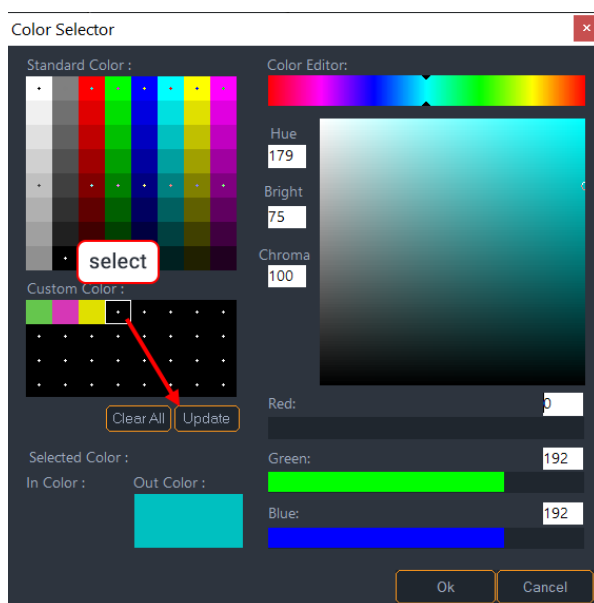 Color Selector
Standard Color :
Color Editor:
Hue
179
Bright
75
Chroma
100
select
Custom Color :
Clear All
Update
Red:
0
Selected Color :
Green:
192
In Color :
Out Color :
Blue:
192
Ok
Cancel